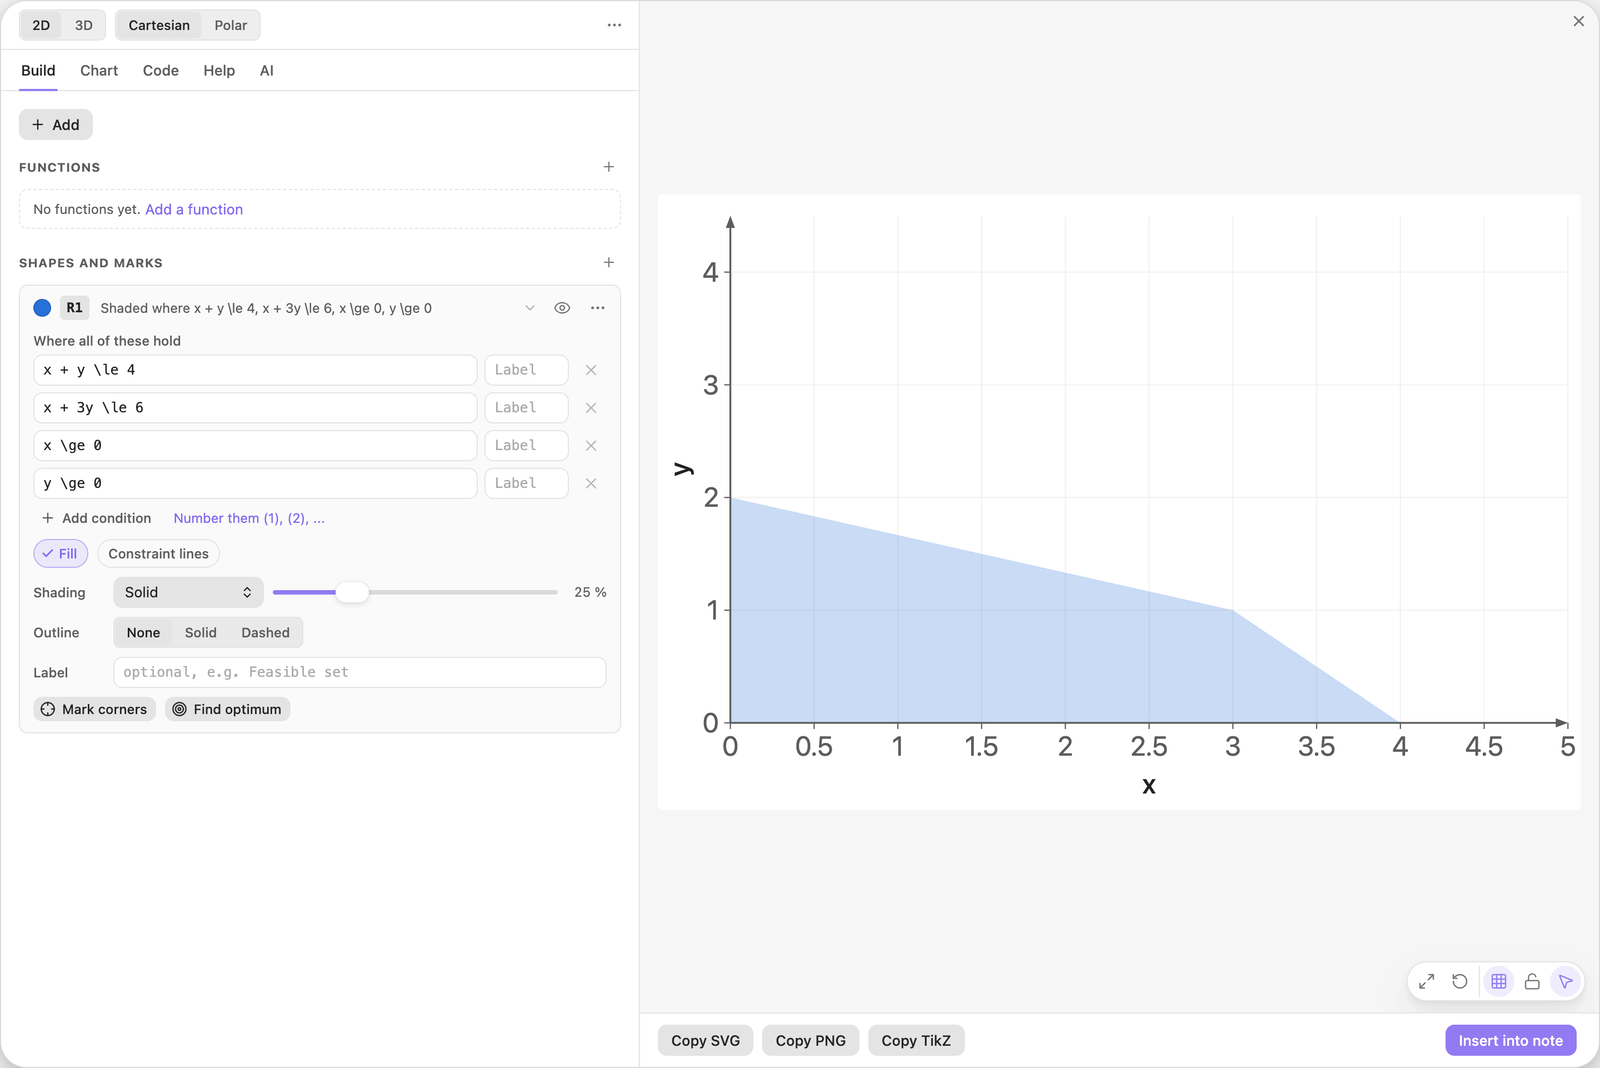 2D 3D Cartesian Polar
Build Chart Code Help AI
+ Add
FUNCTIONS
No functions yet. Add a function
SHAPES AND MARKS
R1 Shaded where x + y \le 4, x + 3y \le 6, x \ge 0, y \ge 0
Where all of these hold
x + y \le 4 Label
x + 3y \le 6 Label
x \ge 0 Label
y \ge 0 Label
+ Add condition Number them (1), (2), ...
Fill Constraint lines
Shading Solid 25 %
Outline None Solid Dashed
Label optional, e.g. Feasible set
Mark corners Find optimum
4
3
y
2
1
0
0 0.5 1 1.5 2 2.5 3 3.5 4 4.5 5
x
Copy SVG Copy PNG Copy TikZ Insert into note